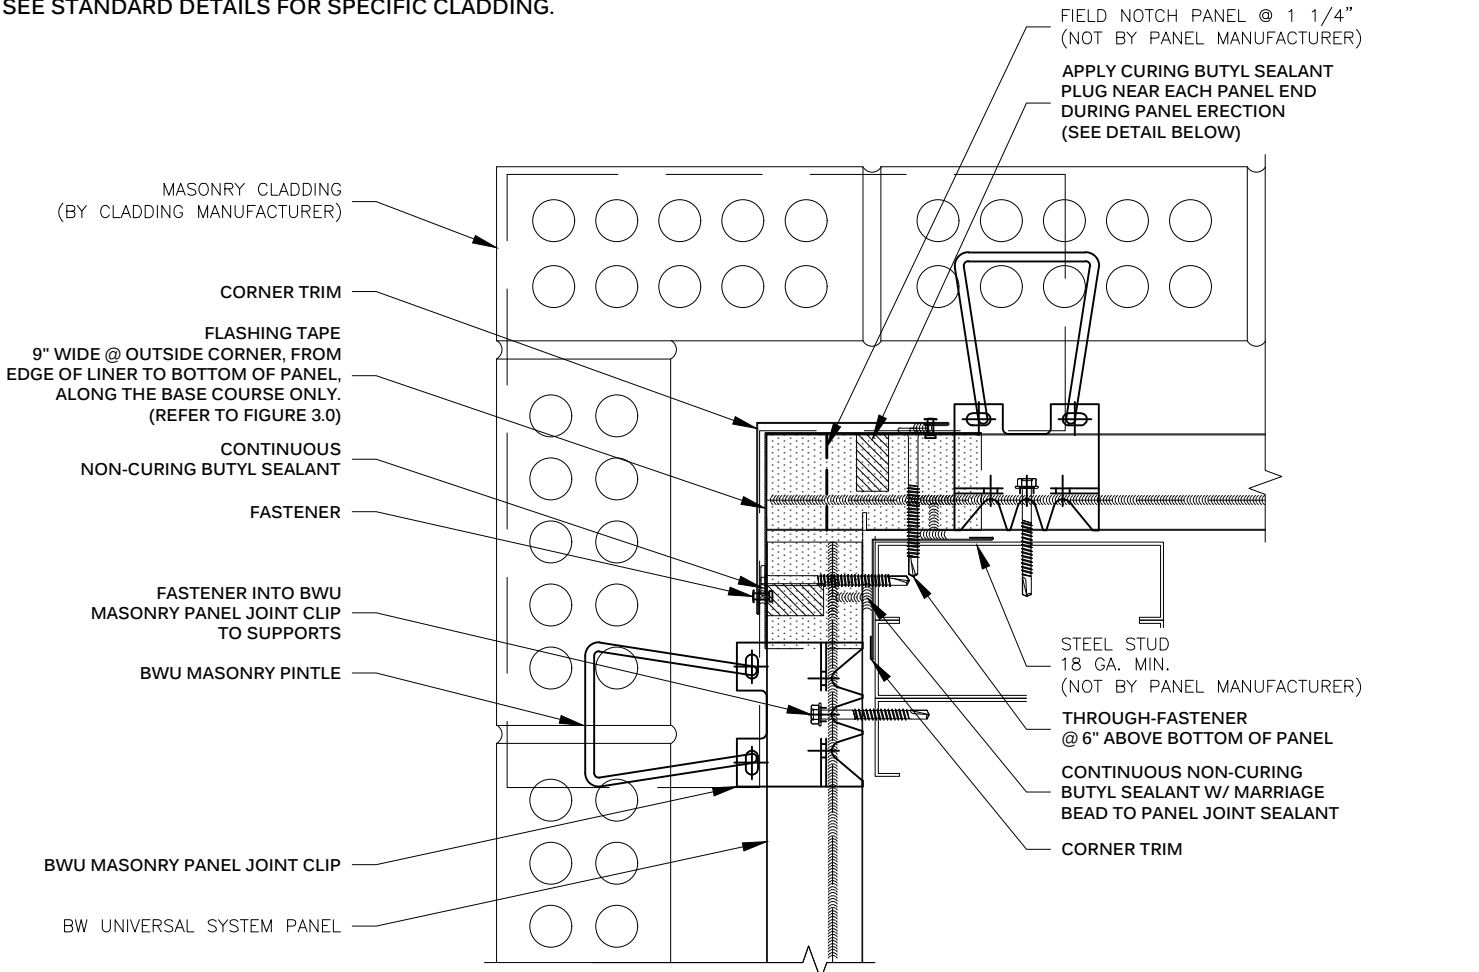 SEE STANDARD DETAILS FOR SPECIFIC CLADDING.
FIELD NOTCH PANEL @ 1 1/4"
(NOT BY PANEL MANUFACTURER)
APPLY CURING BUTYL SEALANT
PLUG NEAR EACH PANEL END
DURING PANEL ERECTION
(SEE DETAIL BELOW)
MASONRY CLADDING
(BY CLADDING MANUFACTURER)
CORNER TRIM
FLASHING TAPE
9" WIDE @ OUTSIDE CORNER, FROM
EDGE OF LINER TO BOTTOM OF PANEL,
ALONG THE BASE COURSE ONLY.
(REFER TO FIGURE 3.0)
CONTINUOUS
NON-CURING BUTYL SEALANT
FASTENER
FASTENER INTO BWU
MASONRY PANEL JOINT CLIP
TO SUPPORTS
BWU MASONRY PINTLE
BWU MASONRY PANEL JOINT CLIP
BW UNIVERSAL SYSTEM PANEL
STEEL STUD
18 GA. MIN.
(NOT BY PANEL MANUFACTURER)
THROUGH-FASTENER
@ 6" ABOVE BOTTOM OF PANEL
CONTINUOUS NON-CURING
BUTYL SEALANT W/ MARRIAGE
BEAD TO PANEL JOINT SEALANT
CORNER TRIM